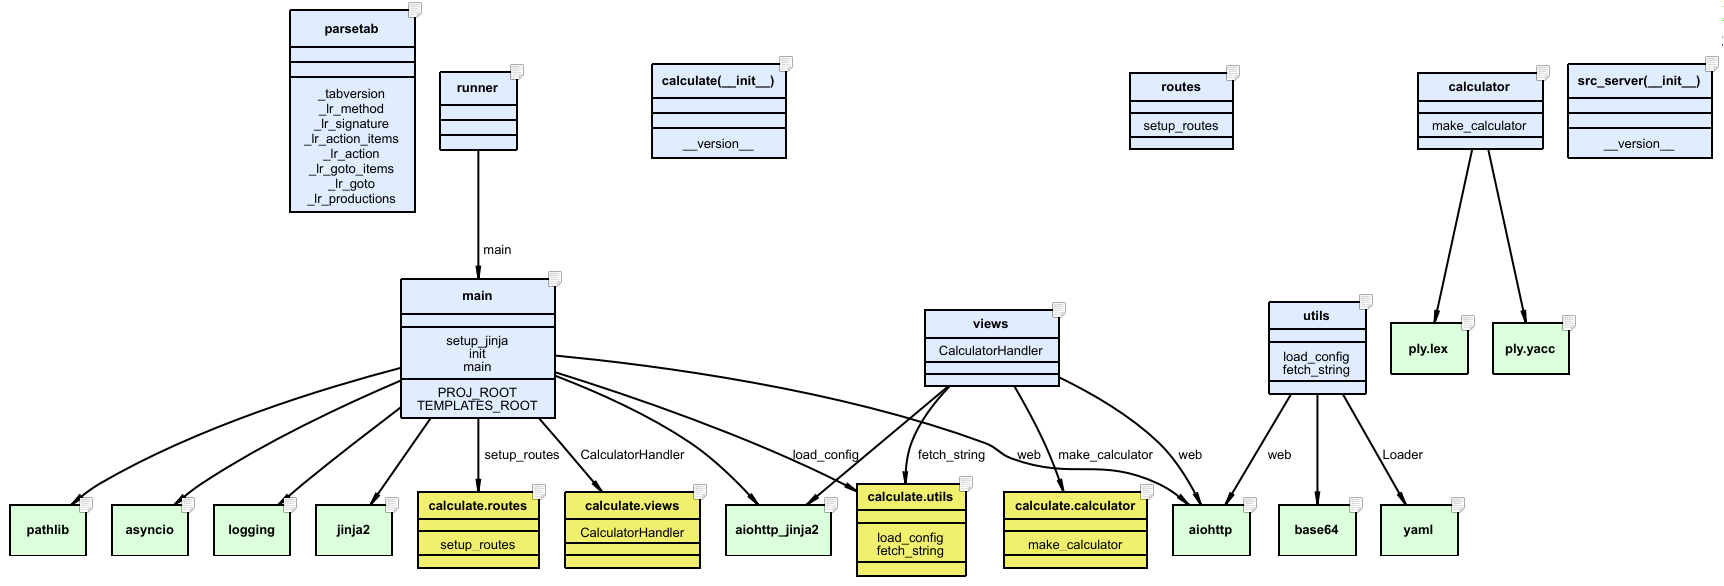 parsetab
_tabversion
_lr_method
_lr_signature
_lr_action_items
_lr_action
_lr_goto_items
_lr_goto
_lr_productions
runner
calculate(__init__)
__version__
routes
setup_routes
calculator
make_calculator
src_server(__init__)
__version__
main
main
setup_jinja
init
main
PROJ_ROOT
TEMPLATES_ROOT
views
CalculatorHandler
utils
load_config
fetch_string
ply.lex
ply.yacc
setup_routes
CalculatorHandler
load_config
fetch_string
web
make_calculator
web
web
Loader
pathlib
asyncio
logging
jinja2
calculate.routes
setup_routes
calculate.views
CalculatorHandler
aiohttp_jinja2
calculate.utils
load_config
fetch_string
calculate.calculator
make_calculator
aiohttp
base64
yaml